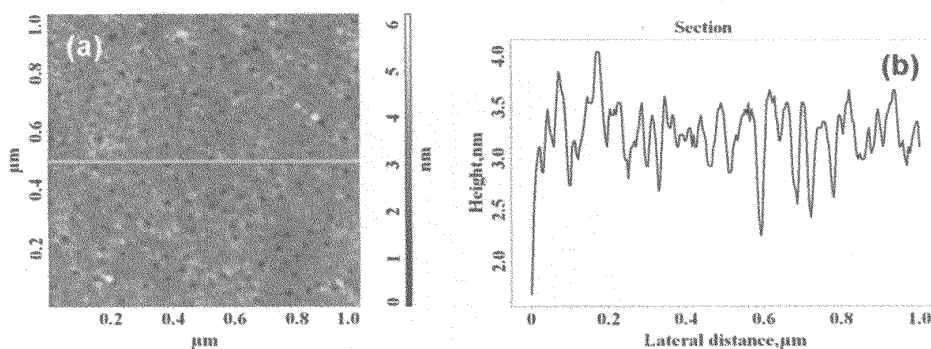 (a)
1.0
0.8
0.6
0.4
0.2
μm
0.2 0.4 0.6 0.8 1.0
μm
6
5
4
3
2
1
0
nm
Section
(b)
4.0
3.5
3.0
2.5
2.0
Height,nm
0 0.2 0.4 0.6 0.8 1.0
Lateral distance,μm